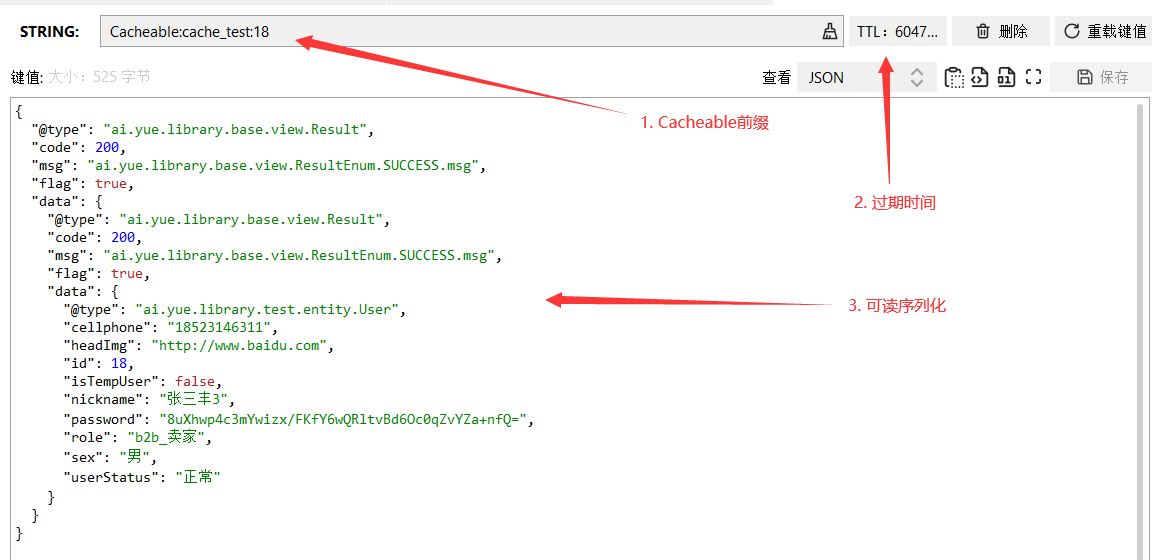 STRING: Cacheable:cache_test:18 TTL：6047... 删除 重载键值
键值: 大小：525 字节 查看 JSON 保存
{
"@type": "ai.yue.library.base.view.Result",
"code": 200,
1. Cacheable前缀
"msg": "ai.yue.library.base.view.ResultEnum.SUCCESS.msg",
"flag": true,
"data": {
2. 过期时间
"@type": "ai.yue.library.base.view.Result",
"code": 200,
"msg": "ai.yue.library.base.view.ResultEnum.SUCCESS.msg",
"flag": true,
"data": {
3. 可读序列化
"@type": "ai.yue.library.test.entity.User",
"cellphone": "18523146311",
"headImg": "http://www.baidu.com",
"id": 18,
"isTempUser": false,
"nickname": "张三丰3",
"password": "8uXhwp4c3mYwizx/FKfY6wQRltvBd6Oc0qZvYZa+nfQ=",
"role": "b2b_卖家",
"sex": "男",
"userStatus": "正常"
}
}
}